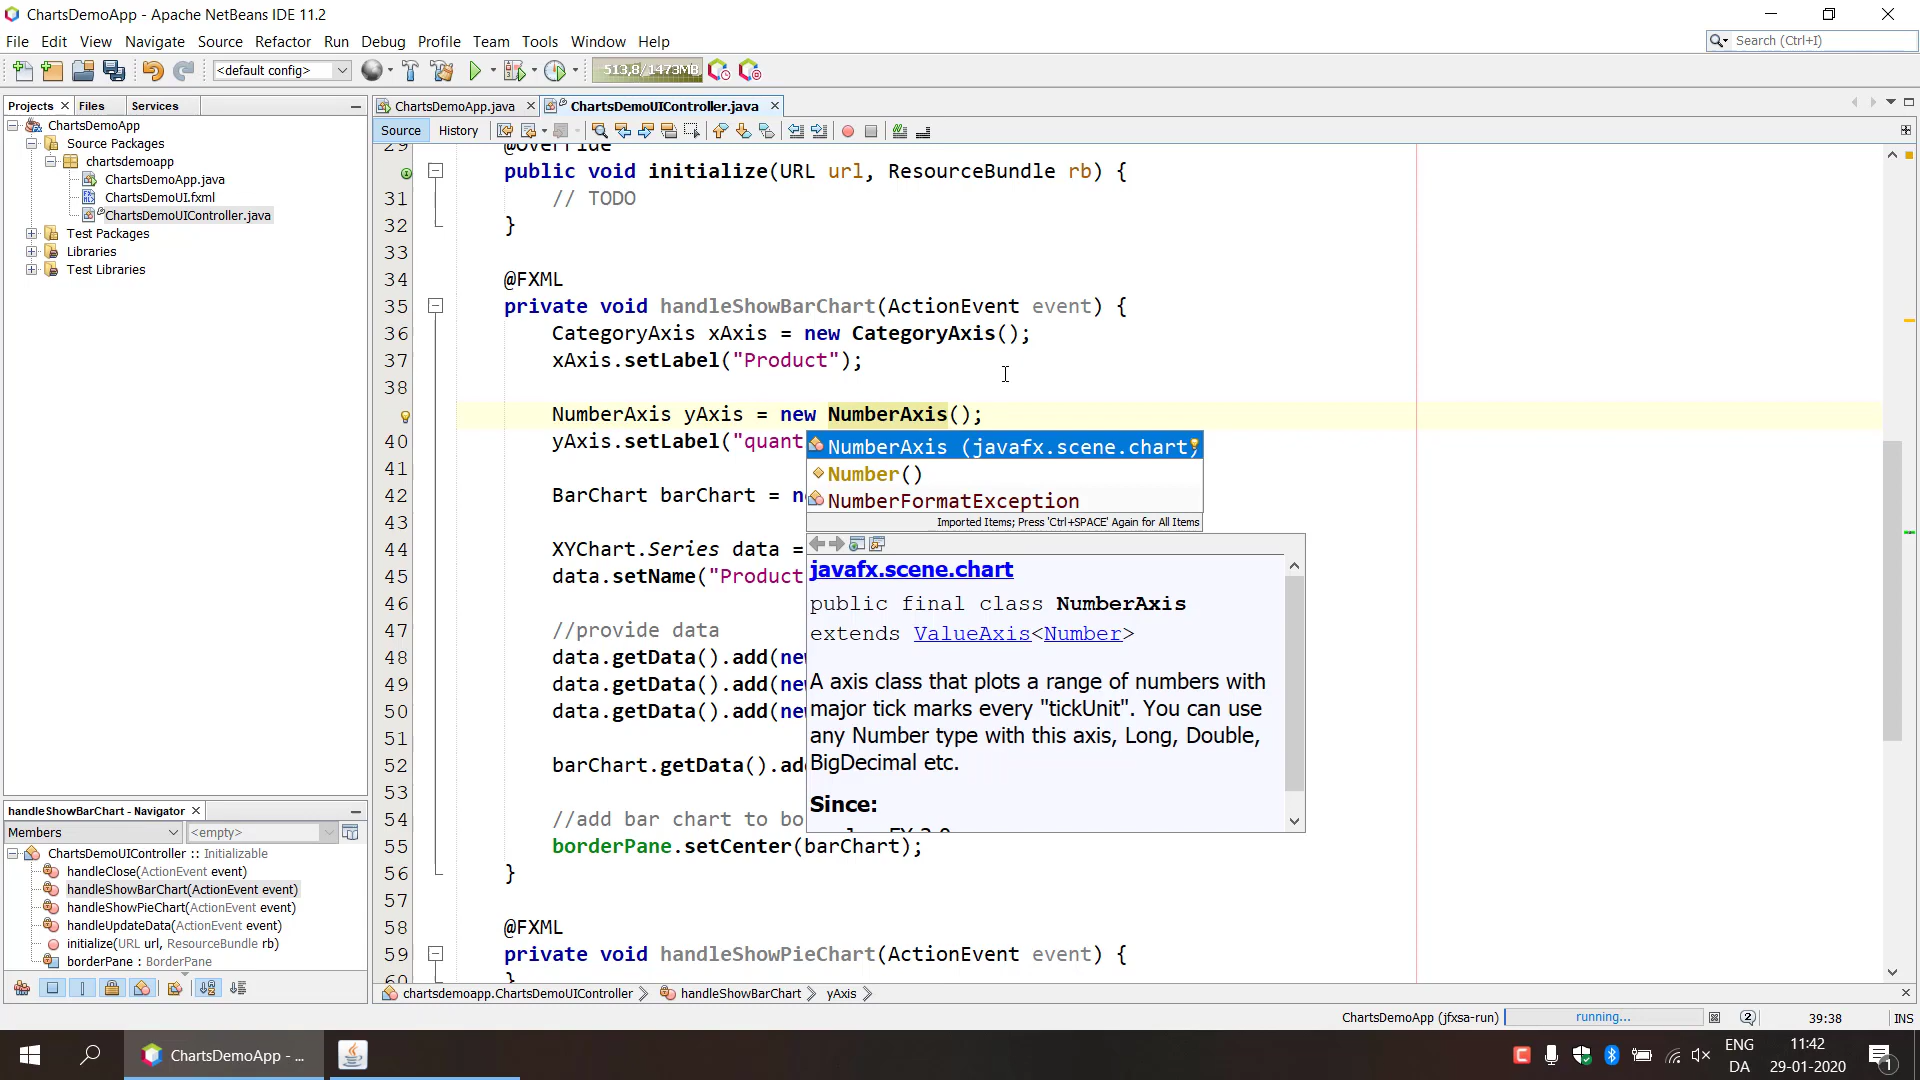 ChartsDemoApp - Apache NetBeans IDE 11.2
File Edit View Navigate Source Refactor Run Debug Profile Team Tools Window Help
Search (Ctrl+I)
<default config>
513,8/1473MB
Projects Files Services
ChartsDemoApp
Source Packages
chartsdemoapp
ChartsDemoApp.java
ChartsDemoUI.fxml
ChartsDemoUIController.java
Test Packages
Libraries
Test Libraries
ChartsDemoApp.java ChartsDemoUIController.java
Source History
29 @Override
public void initialize(URL url, ResourceBundle rb) {
31 // TODO
32 }
33
34 @FXML
35 private void handleShowBarChart(ActionEvent event) {
36 CategoryAxis xAxis = new CategoryAxis();
37 xAxis.setLabel("Product");
38
NumberAxis yAxis = new NumberAxis();
40 yAxis.setLabel("quant
41
42 BarChart barChart = ne
43
44 XYChart.Series data =
45 data.setName("Product
46
47 //provide data
48 data.getData().add(new
49 data.getData().add(new
50 data.getData().add(new
51
52 barChart.getData().add
53
54 //add bar chart to bo
55 borderPane.setCenter(barChart);
56 }
57
58 @FXML
59 private void handleShowPieChart(ActionEvent event) {
60 }
NumberAxis (javafx.scene.chart)
Number()
NumberFormatException
Imported Items; Press 'Ctrl+SPACE' Again for All Items
javafx.scene.chart
public final class NumberAxis
extends ValueAxis<Number>
A axis class that plots a range of numbers with
major tick marks every "tickUnit". You can use
any Number type with this axis, Long, Double,
BigDecimal etc.
Since:
handleShowBarChart - Navigator
Members <empty>
ChartsDemoUIController :: Initializable
handleClose(ActionEvent event)
handleShowBarChart(ActionEvent event)
handleShowPieChart(ActionEvent event)
handleUpdateData(ActionEvent event)
initialize(URL url, ResourceBundle rb)
borderPane : BorderPane
chartsdemoapp.ChartsDemoUIController handleShowBarChart yAxis
ChartsDemoApp (jfxsa-run) running... 2 39:38 INS
ChartsDemoApp - ...
ENG
DA
11:42
29-01-2020
1